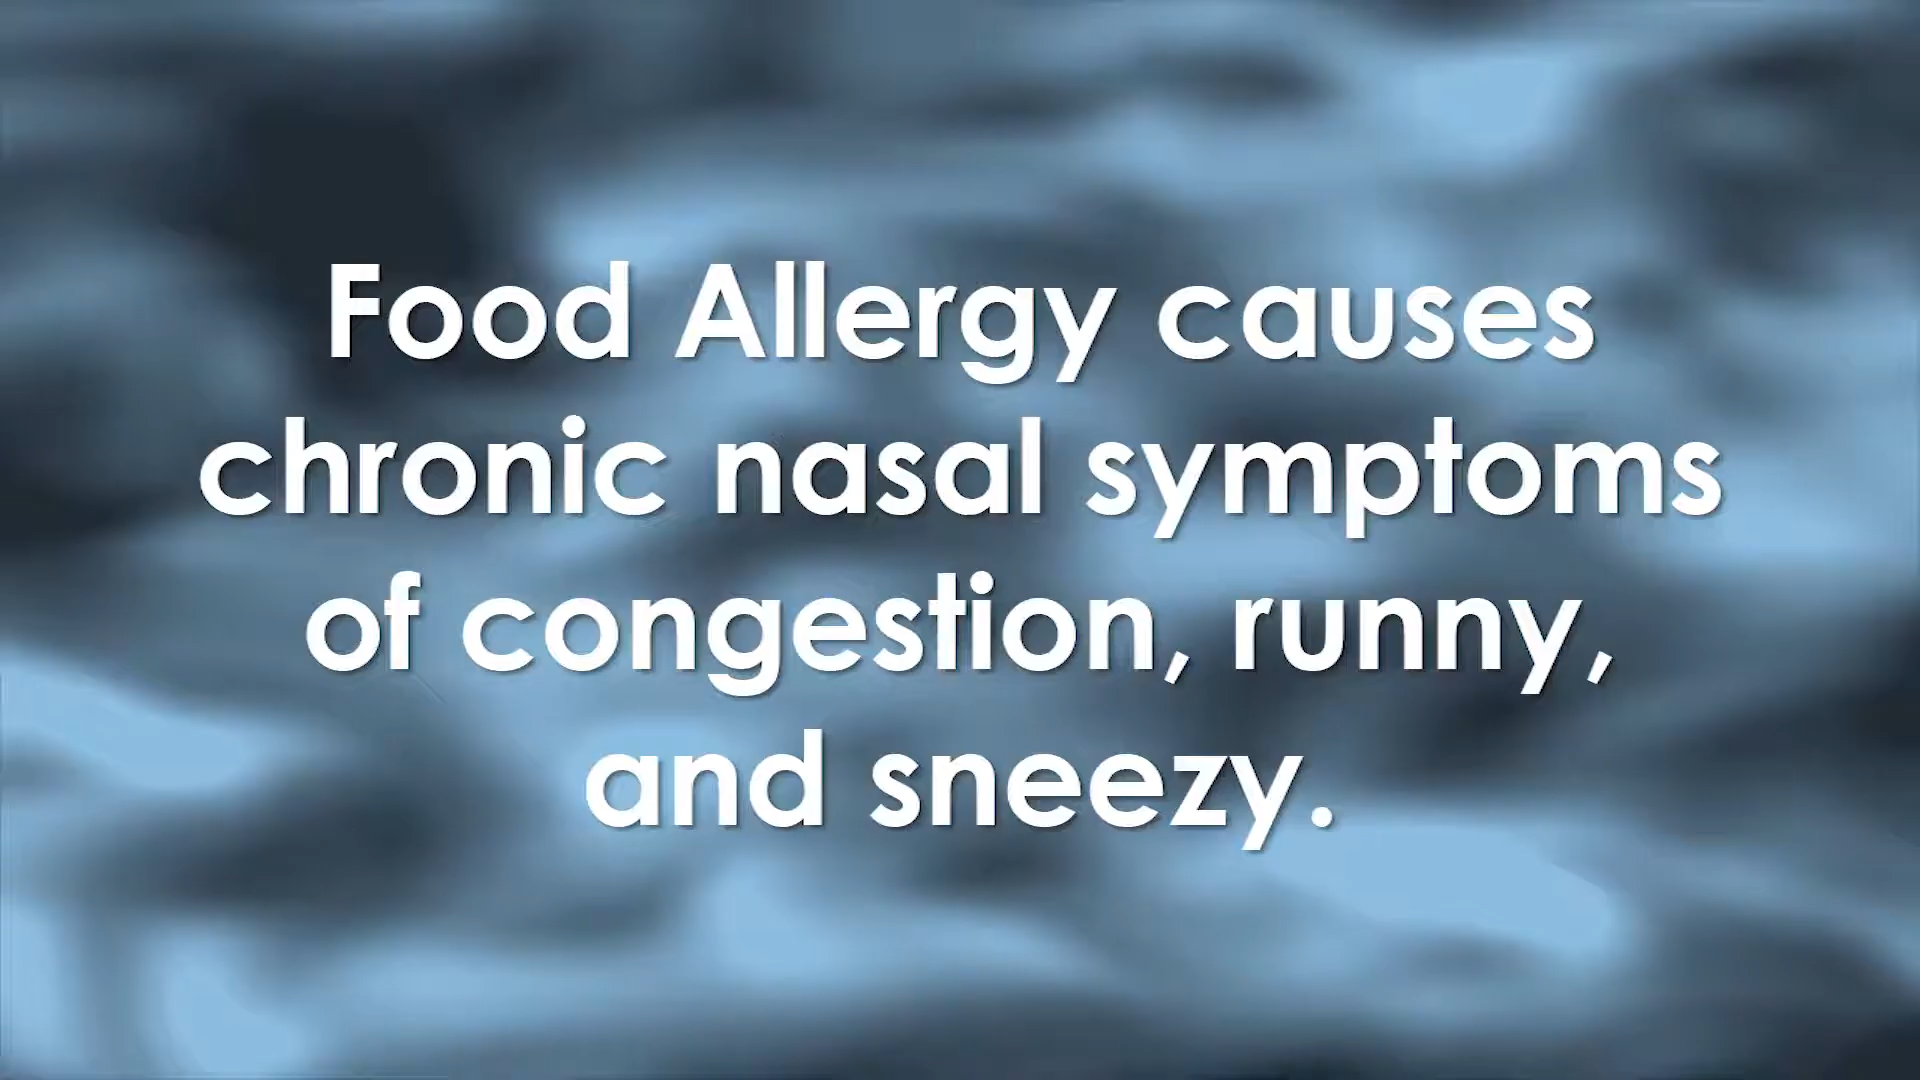 Food Allergy causes
chronic nasal symptoms
of congestion, runny,
and sneezy.